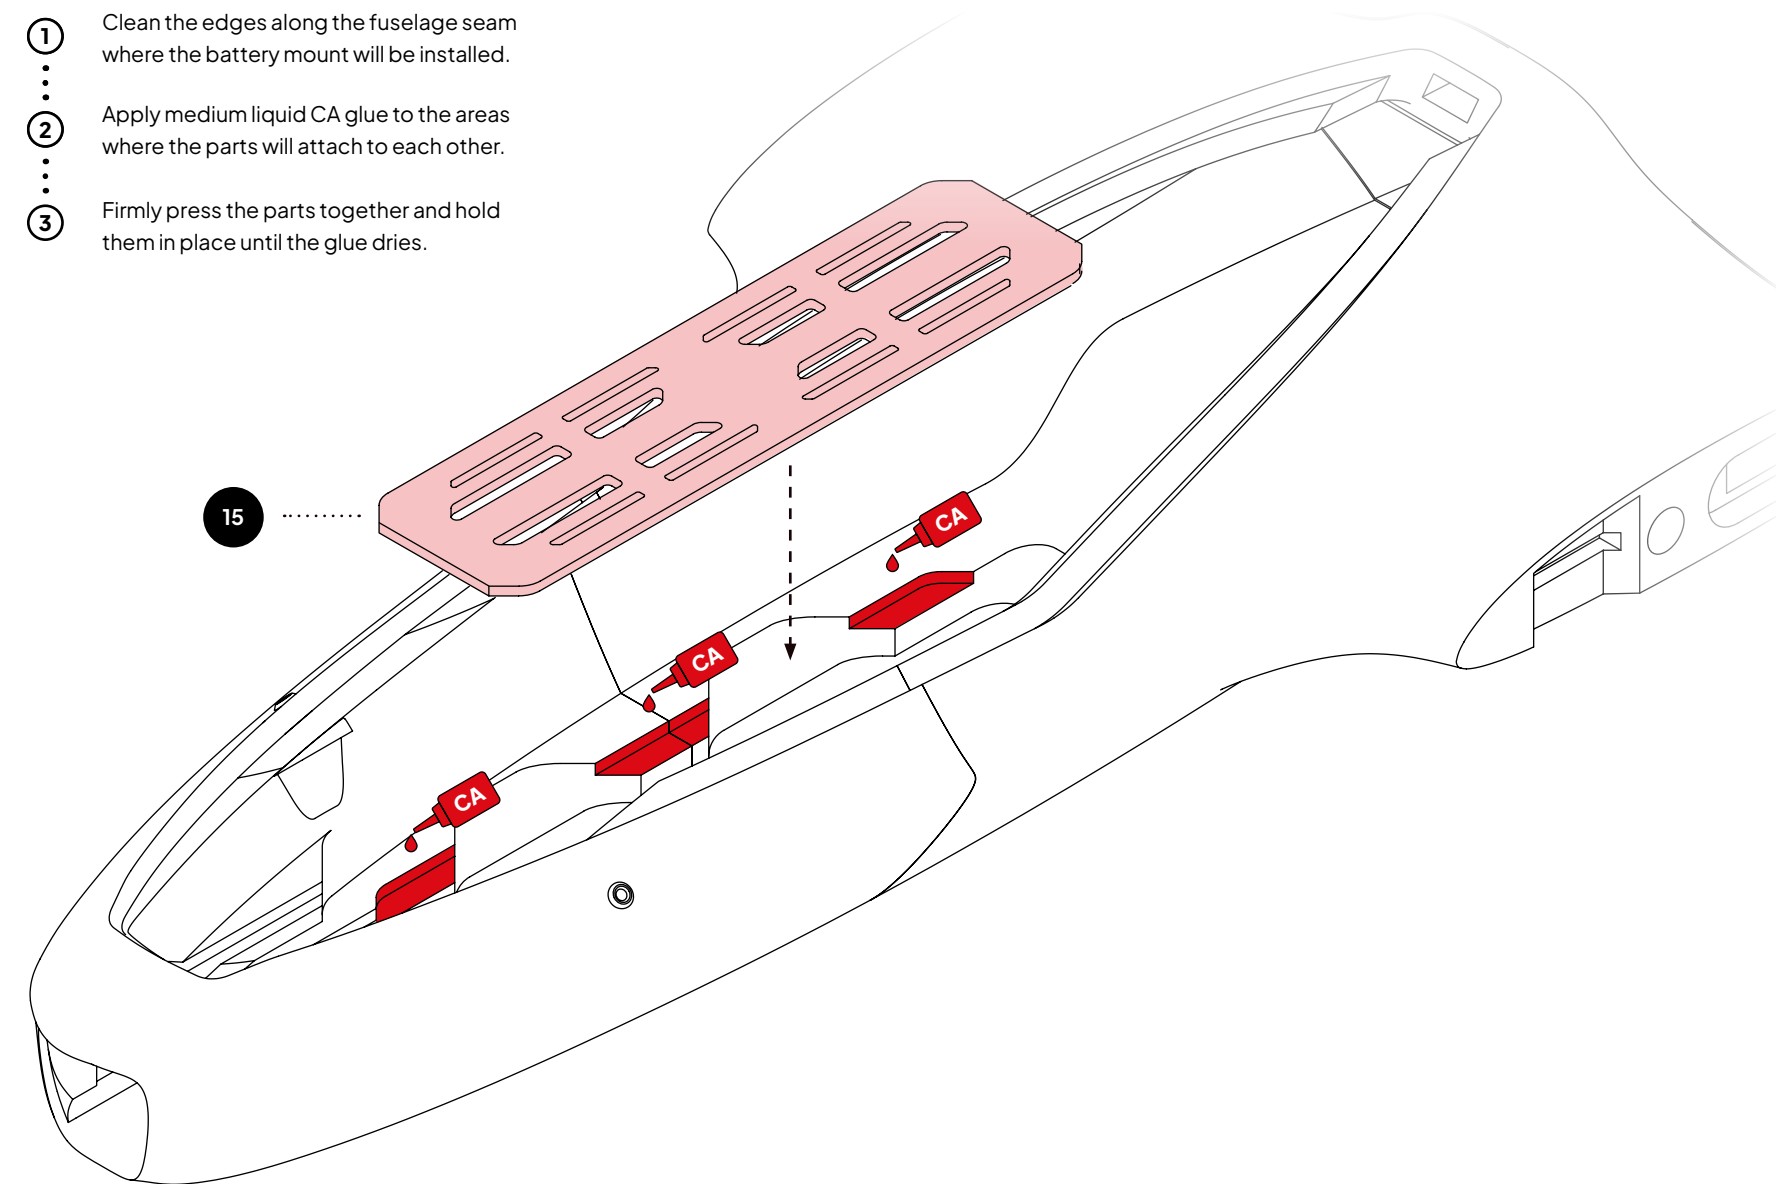 1
Clean the edges along the fuselage seam
where the battery mount will be installed.
2
Apply medium liquid CA glue to the areas
where the parts will attach to each other.
3
Firmly press the parts together and hold
them in place until the glue dries.
15
CA
CA
CA